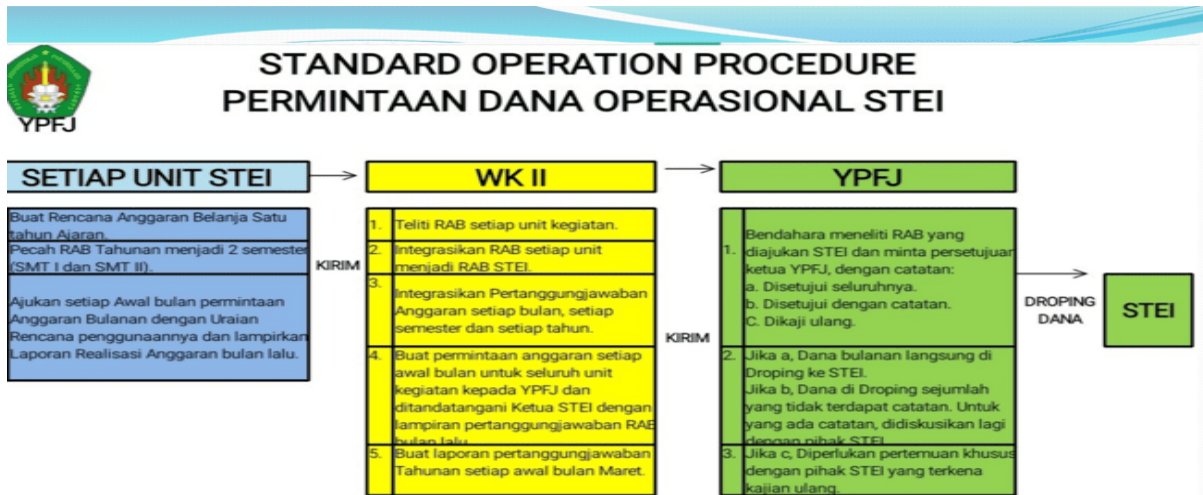 STANDARD OPERATION PROCEDURE
PERMINTAAN DANA OPERASIONAL STEI
YPFJ
SETIAP UNIT STEI
Buat Rencana Anggaran Belanja Satu
tahun Ajaran.
Pecah RAB Tahunan menjadi 2 semester
(SMT I dan SMT II).
Ajukan setiap Awal bulan permintaan
Anggaran Bulanan dengan Uraian
Rencana penggunaannya dan lampirkan
Laporan Realisasi Anggaran bulan lalu.
KIRIM
WK II
1. Teliti RAB setiap unit kegiatan.
2. Integrasikan RAB setiap unit
menjadi RAB STEI.
3. Integrasikan Pertanggungjawaban
Anggaran setiap bulan, setiap
semester dan setiap tahun.
4. Buat permintaan anggaran setiap
awal bulan untuk seluruh unit
kegiatan kepada YPFJ dan
ditandatangani Ketua STEI dengan
lampiran pertanggungjawaban RAB
bulan lalu.
5. Buat laporan pertanggungjawaban
Tahunan setiap awal bulan Maret.
KIRIM
YPFJ
1. Bendahara meneliti RAB yang
diajukan STEI dan minta persetujuan
ketua YPFJ, dengan catatan:
a. Disetujui seluruhnya.
b. Disetujui dengan catatan.
C. Dikaji ulang.
2. Jika a, Dana bulanan langsung di
Droping ke STEI.
Jika b, Dana di Droping sejumlah
yang tidak terdapat catatan. Untuk
yang ada catatan, didiskusikan lagi
dengan pihak STEI.
3. Jika c, Diperlukan pertemuan khusus
dengan pihak STEI yang terkena
kajian ulang.
DROPING
DANA
STEI